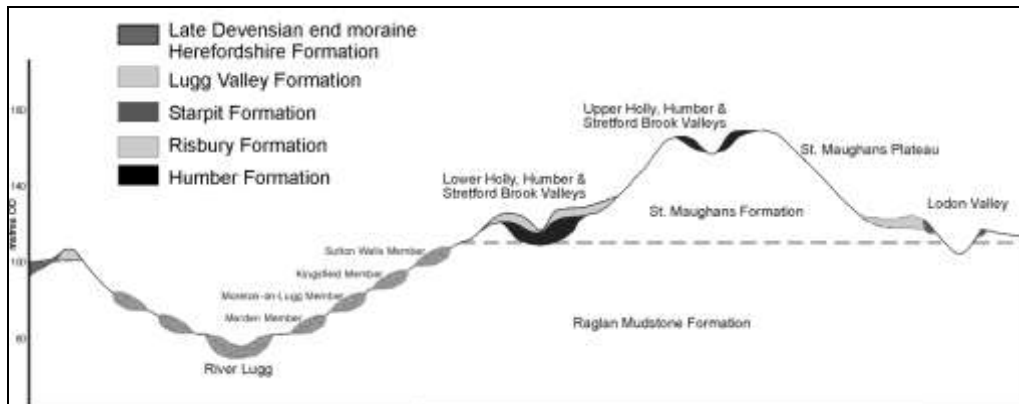 Late Devensian end moraine
Herefordshire Formation
Lugg Valley Formation
Starpit Formation
Risbury Formation
Humber Formation
Upper Holly, Humber &
Stretford Brook Valleys
St. Maughans Plateau
Lower Holly, Humber &
Stretford Brook Valleys
Lodon Valley
St. Maughans Formation
Sutton Walls Member
Kingsfield Member
Moreton-on-Lugg Member
Marden Member
Raglan Mudstone Formation
River Lugg
metres OD
140
100